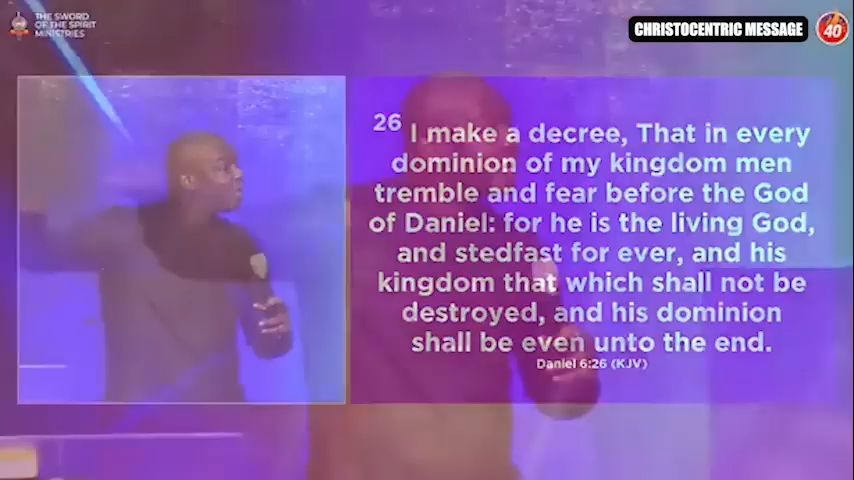 THE SWORD
OF THE SPIRIT
MINISTRIES
CHRISTOCENTRIC MESSAGE
40
26 I make a decree, That in every
dominion of my kingdom men
tremble and fear before the God
of Daniel: for he is the living God,
and stedfast for ever, and his
kingdom that which shall not be
destroyed, and his dominion
shall be even unto the end.
Daniel 6:26 (KJV)